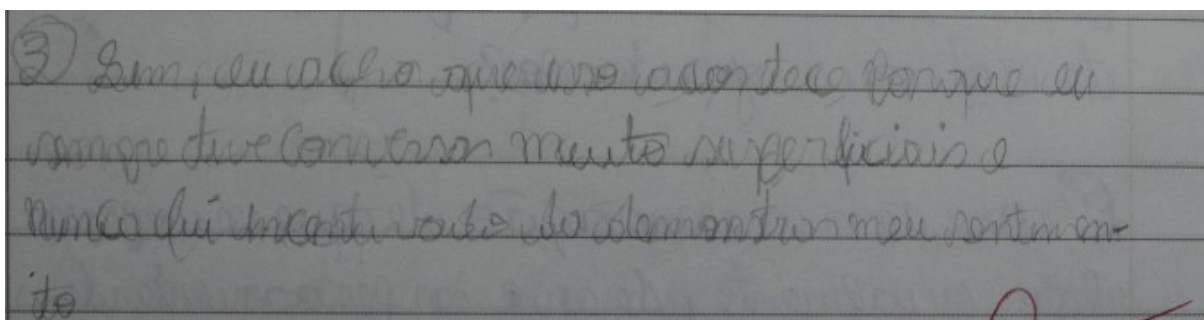 ③ Sim, eu acho que isso acontece porque eu
sempre tive conversas muito superficiais e
nunca fui incentivado do demonstrar meu sentimen-
to